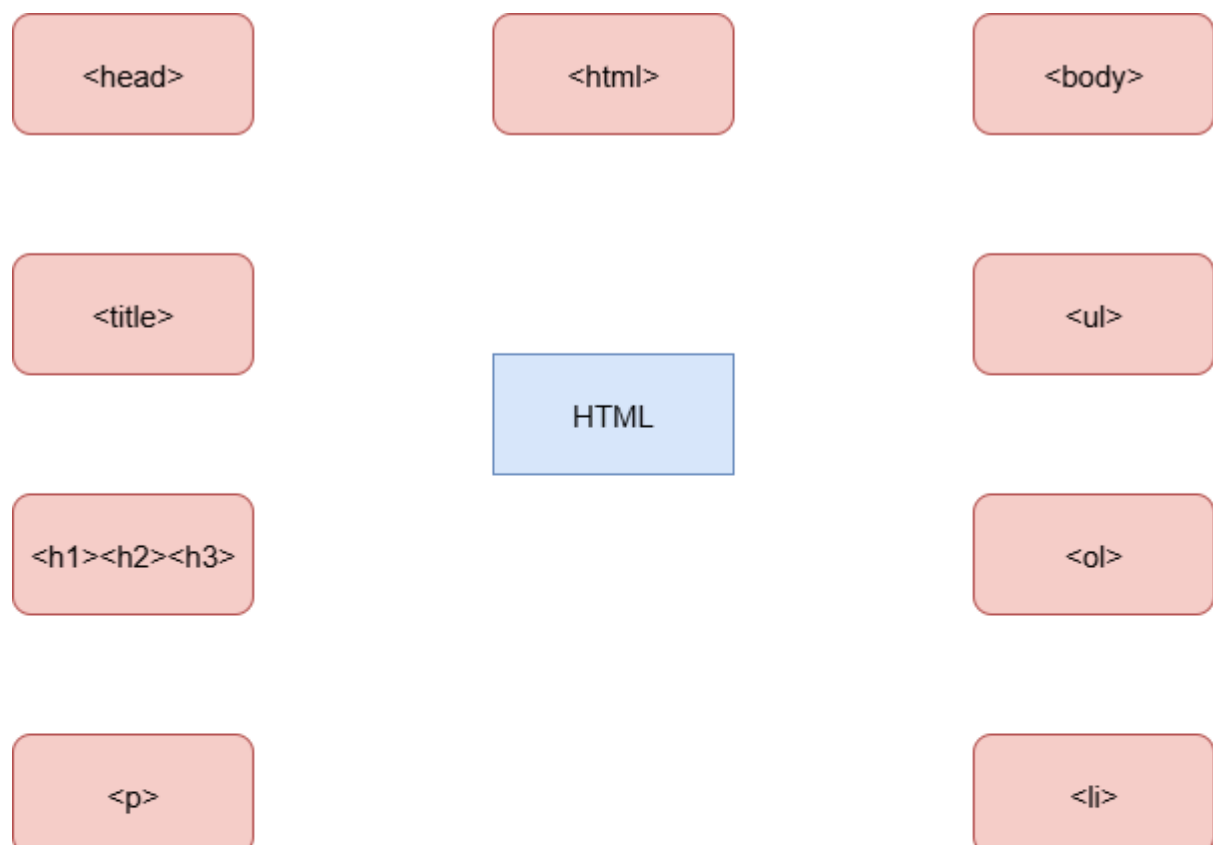 <head>
<html>
<body>
<title>
<ul>
HTML
<h1><h2><h3>
<ol>
<p>
<li>